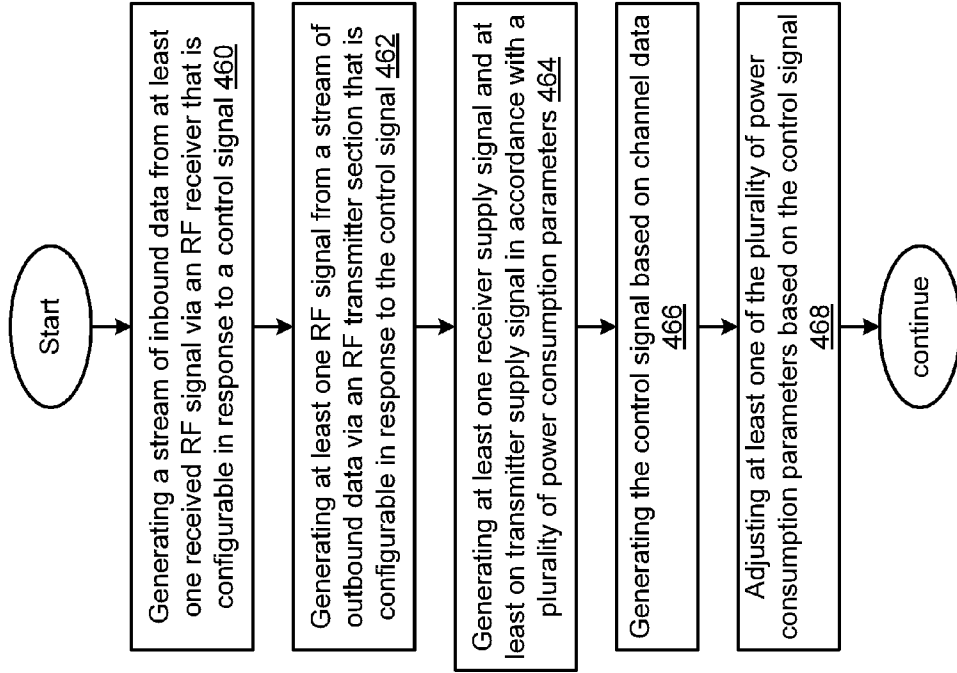 Start
Generating a stream of inbound data from at least
one received RF signal via an RF receiver that is
configurable in response to a control signal 460
Generating at least one RF signal from a stream of
outbound data via an RF transmitter section that is
configurable in response to the control signal 462
Generating at least one receiver supply signal and at
least on transmitter supply signal in accordance with a
plurality of power consumption parameters 464
Generating the control signal based on channel data
466
Adjusting at least one of the plurality of power
consumption parameters based on the control signal
468
continue